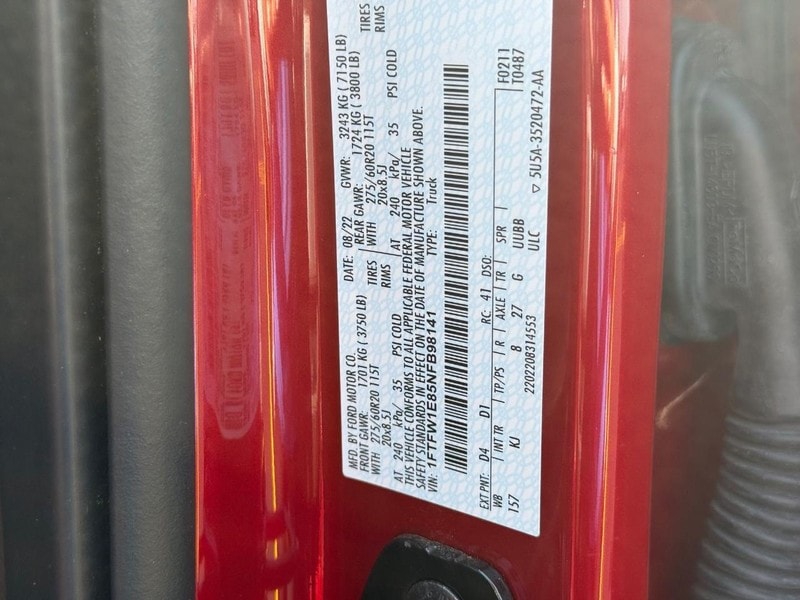 MFD. BY FORD MOTOR CO.
DATE: 08/22 GVWR: 3243 KG ( 7150 LB)
FRONT GAWR: 1701 KG ( 3750 LB)
REAR GAWR: 1724 KG ( 3800 LB)
WITH 275/60R20 115T TIRES
WITH 275/60R20 115T TIRES
20x8.5J RIMS
20x8.5J RIMS
AT 240 kPa/ 35 PSI COLD
AT 240 kPa/ 35 PSI COLD
THIS VEHICLE CONFORMS TO ALL APPLICABLE FEDERAL MOTOR VEHICLE
SAFETY STANDARDS IN EFFECT ON THE DATE OF MANUFACTURE SHOWN ABOVE.
VIN: 1FTFW1E85NFB98141 TYPE: Truck
EXT PNT: D4 D1 RC: 41 DSO: F0211
WB INT TR TP/PS R AXLE TR SPR T0487
157 KJ B 27 G UUBB
2202208314553 ULC ▽ 5U5A-3520472-AA